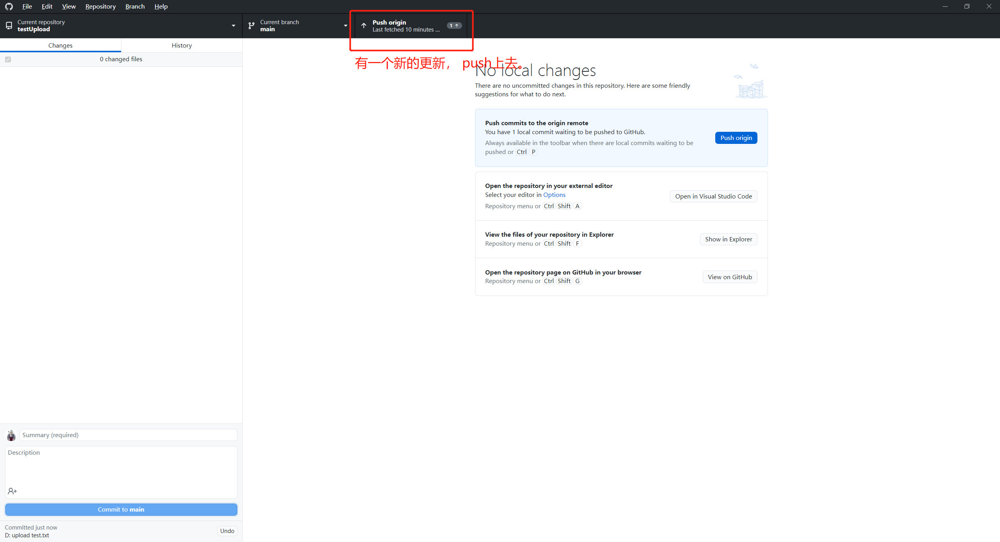 File Edit View Repository Branch Help
Current repository
testUpload
Current branch
main
Push origin
Last fetched 10 minutes ...
1
Changes
History
0 changed files
有一个新的更新， push上去。
No local changes
There are no uncommitted changes in this repository. Here are some friendly
suggestions for what to do next.
Push commits to the origin remote
You have 1 local commit waiting to be pushed to GitHub.
Always available in the toolbar when there are local commits waiting to be
pushed or Ctrl P
Push origin
Open the repository in your external editor
Select your editor in Options
Repository menu or Ctrl Shift A
Open in Visual Studio Code
View the files of your repository in Explorer
Repository menu or Ctrl Shift F
Show in Explorer
Open the repository page on GitHub in your browser
Repository menu or Ctrl Shift G
View on GitHub
Summary (required)
Description
Commit to main
Committed just now
D: upload test.txt
Undo